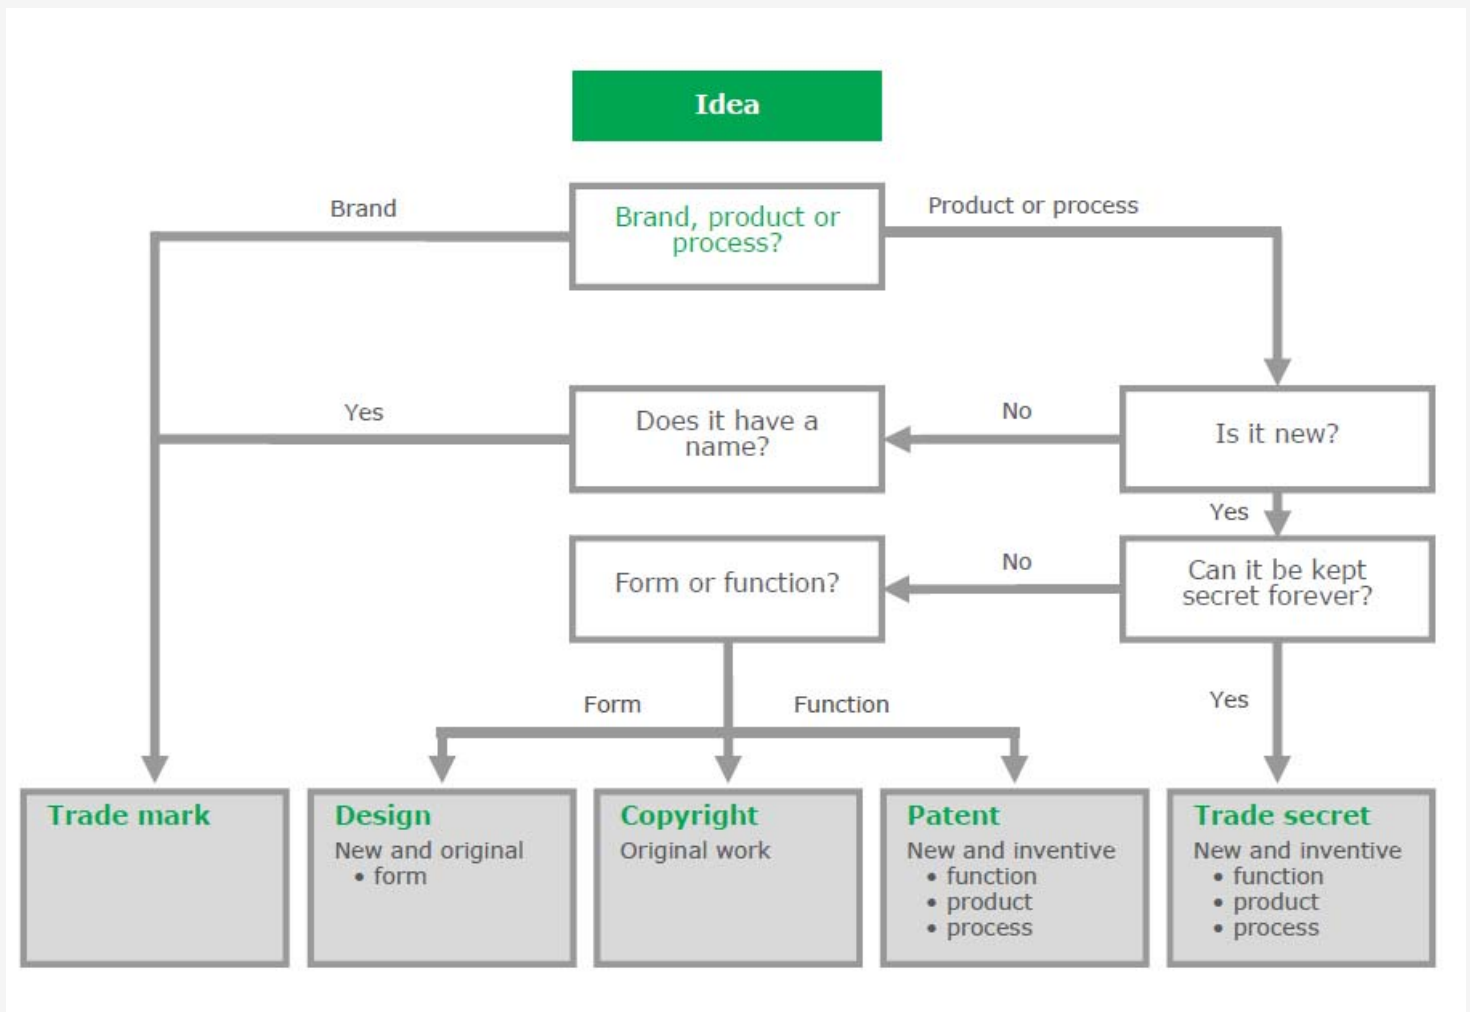 Idea
Brand
Brand, product or
process?
Product or process
Yes
Does it have a
name?
No
Is it new?
Yes
Form or function?
No
Can it be kept
secret forever?
Form
Function
Yes
Trade mark
Design
New and original
• form
Copyright
Original work
Patent
New and inventive
• function
• product
• process
Trade secret
New and inventive
• function
• product
• process